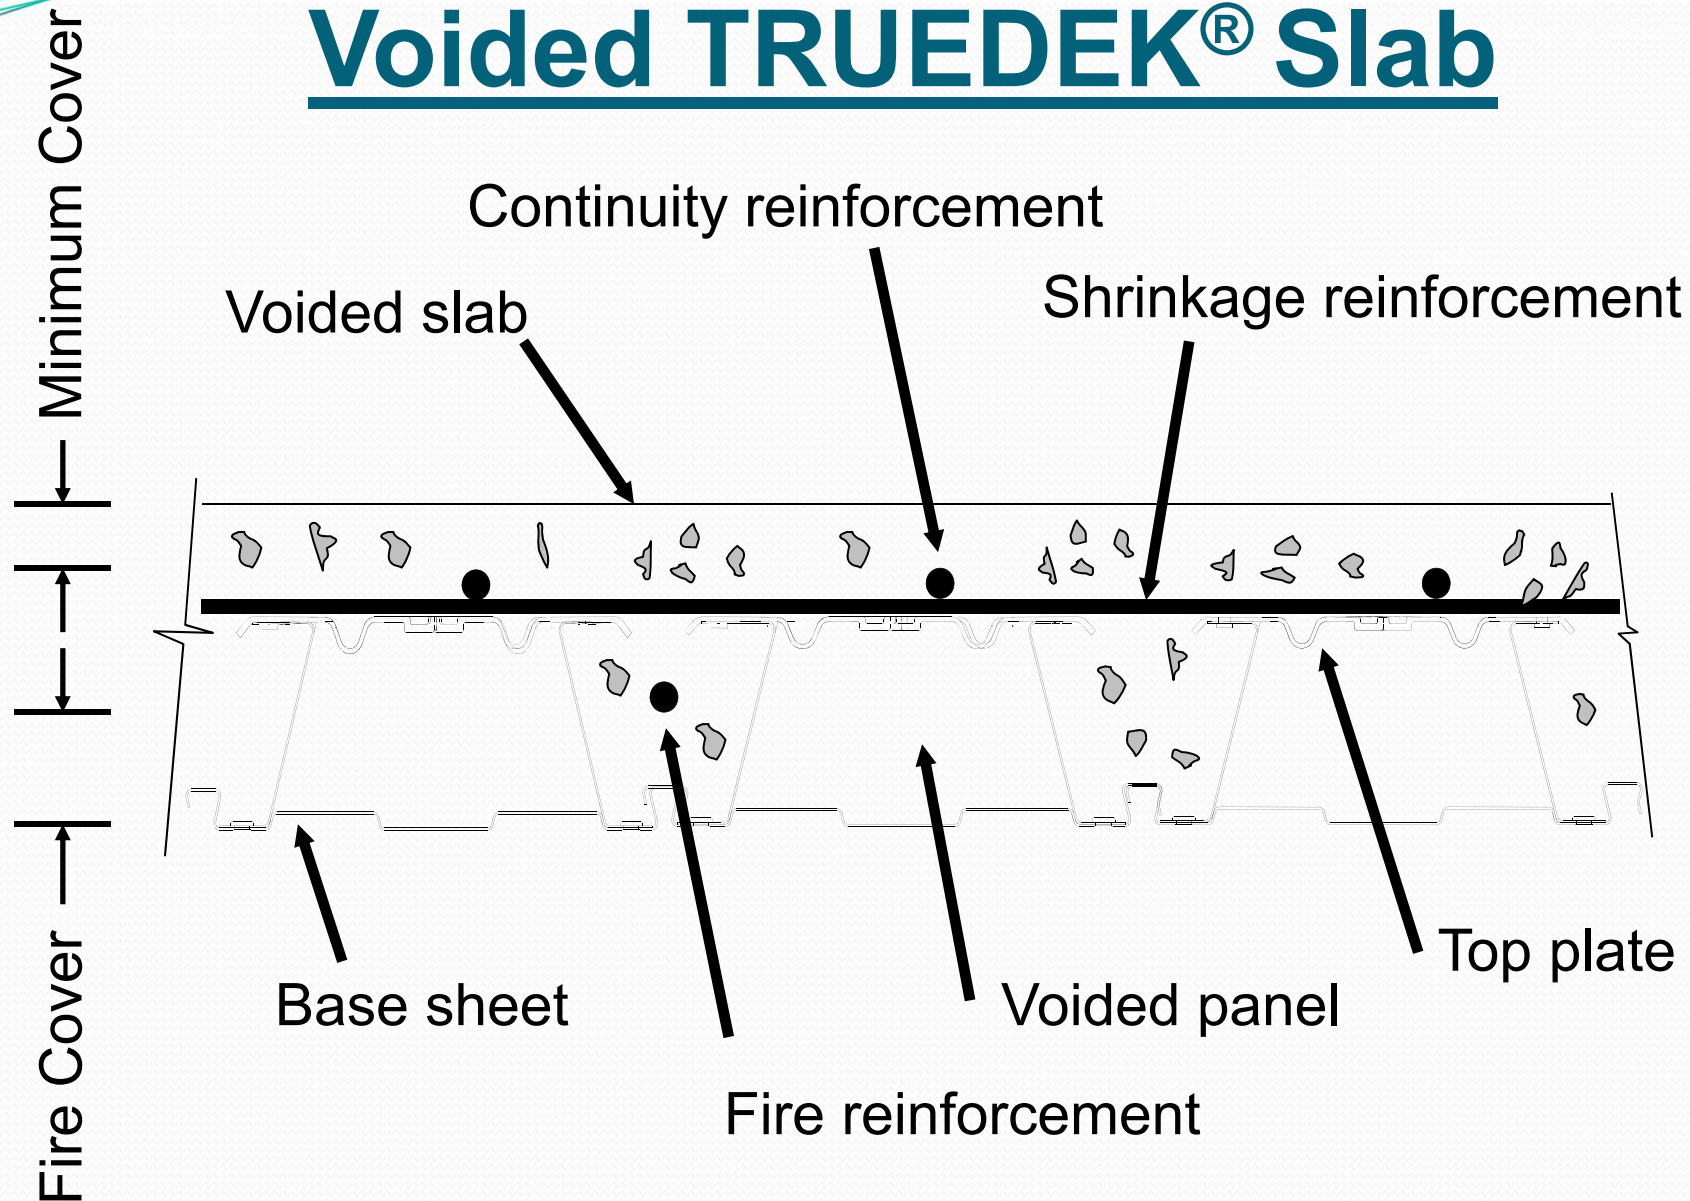 Voided TRUEDEK® Slab
Minimum Cover
Continuity reinforcement
Shrinkage reinforcement
Voided slab
Top plate
Base sheet
Voided panel
Fire Cover
Fire reinforcement